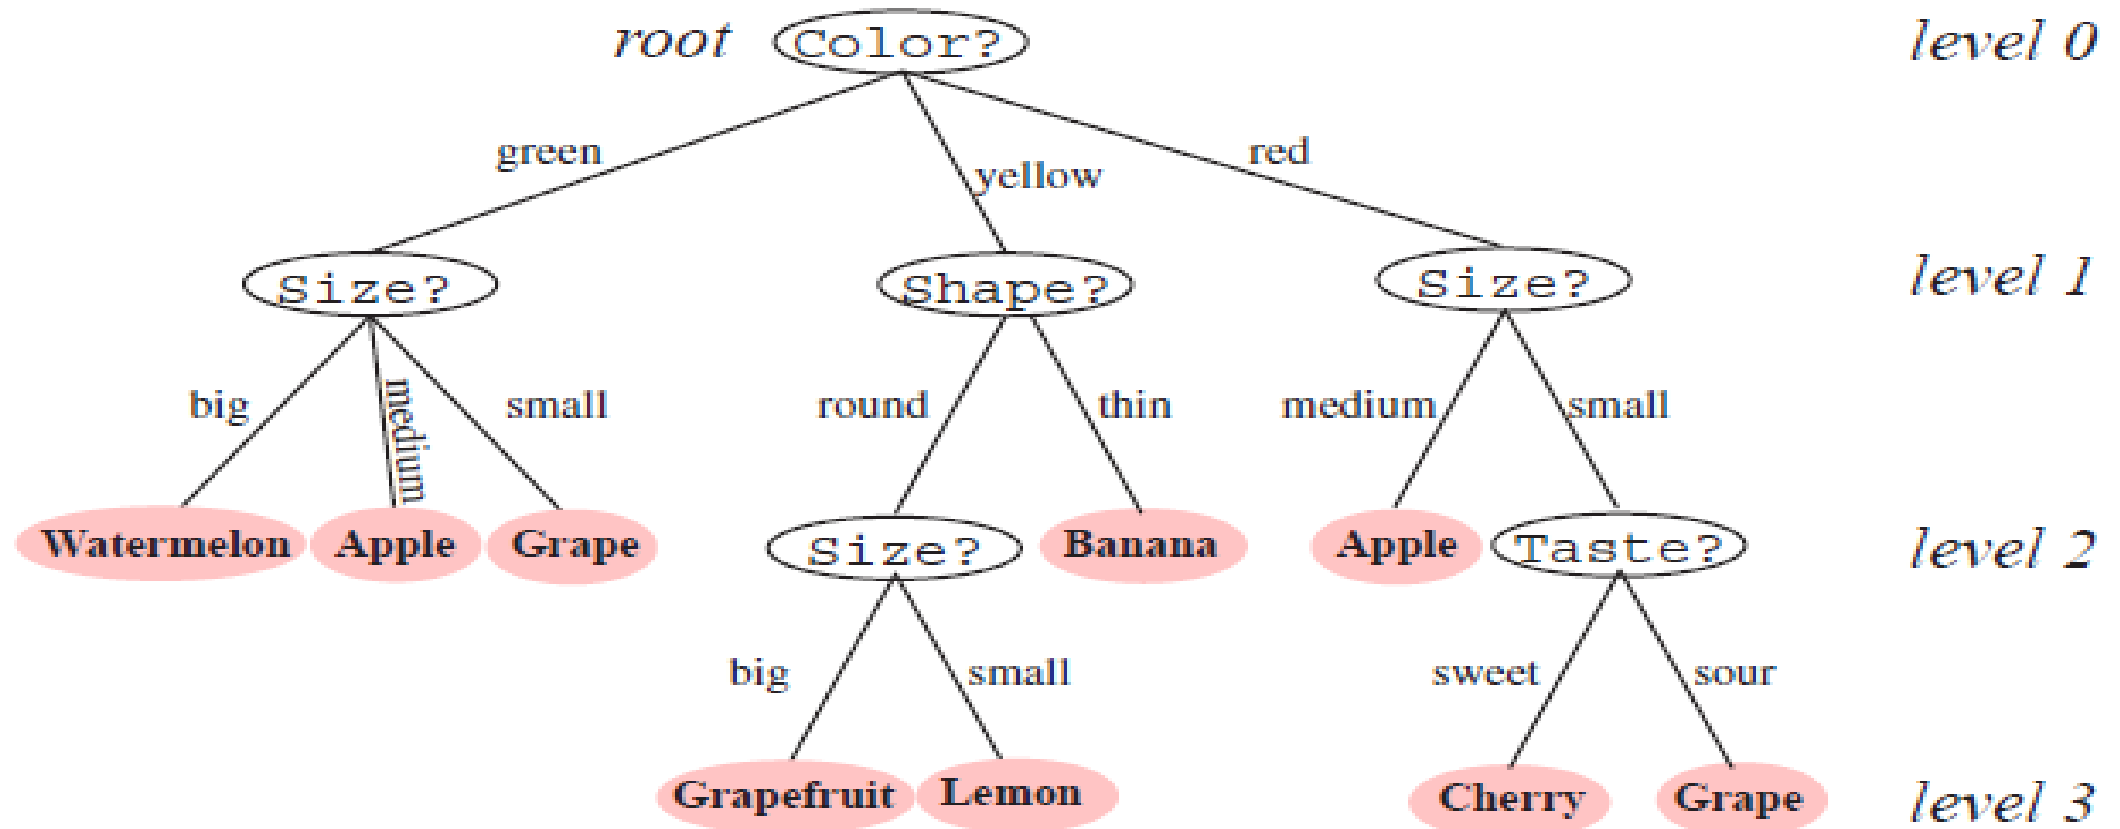 root Color? level 0
green yellow red
Size? Shape? Size? level 1
big medium small round thin medium small
Watermelon Apple Grape Size? Banana Apple Taste? level 2
big small sweet sour
Grapefruit Lemon Cherry Grape level 3